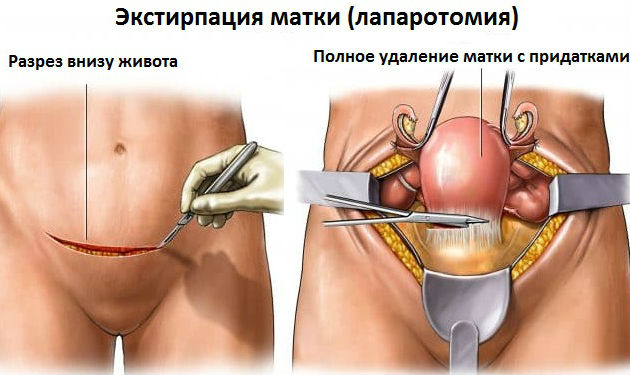 Экстирпация матки (лапаротомия)
Разрез внизу живота
Полное удаление матки с придатками